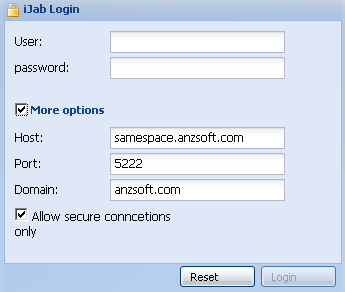 iJab Login
User:
password:
More options
Host: samespace.anzsoft.com
Port: 5222
Domain: anzsoft.com
Allow secure conncetions
only
Reset Login